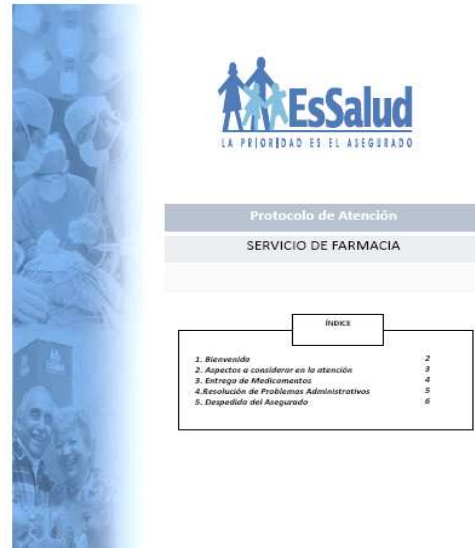 EsSalud
LA PRIORIDAD ES EL ASEGURADO
Protocolo de Atención
SERVICIO DE FARMACIA
ÍNDICE
1. Bienvenida 2
2. Aspectos a considerar en la atención 3
3. Entrega de Medicamentos 4
4.Resolución de Problemas Administrativos 5
5. Despedida del Asegurado 6